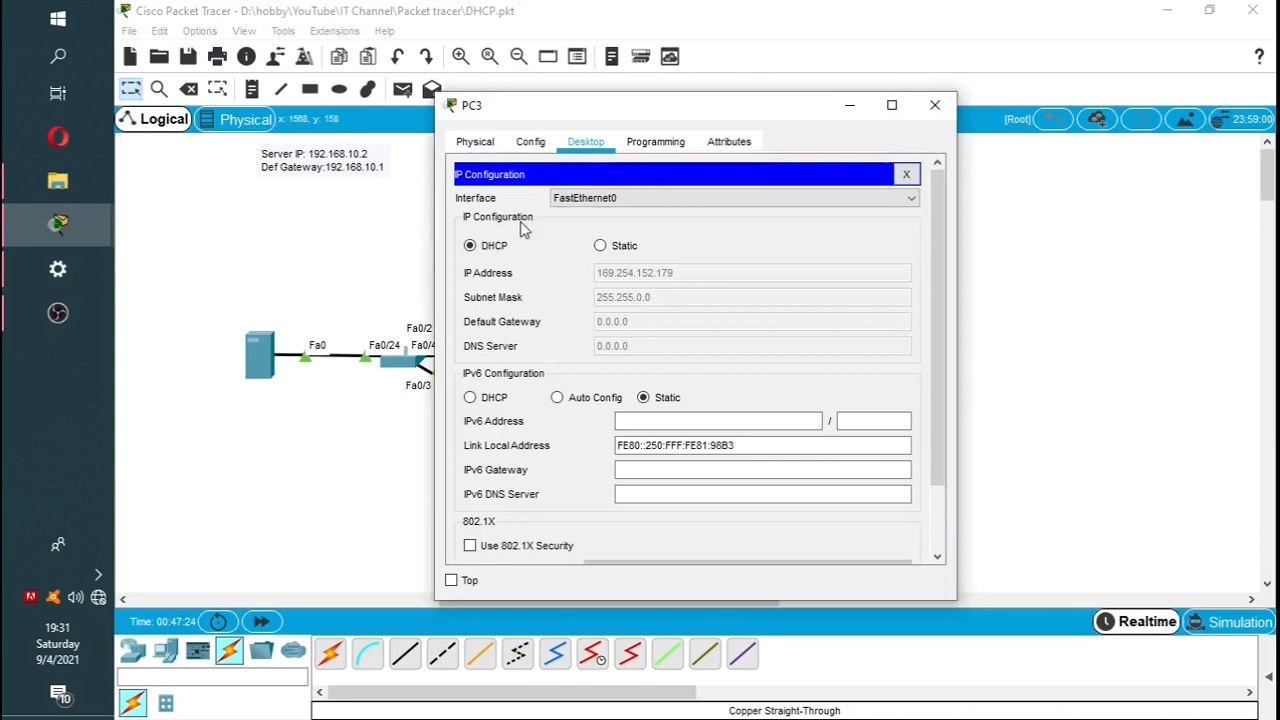 Cisco Packet Tracer - D:\hobby\YouTube\IT Channel\Packet tracer\DHCP.pkt
File Edit Options View Tools Extensions Help
?
Logical
Physical
x: 1568, y: 158
[Root]
23:59:00
Server IP: 192.168.10.2
Def Gateway:192.168.10.1
Fa0
Fa0/24
Fa0/2
Fa0/4
Fa0/3
PC3
Physical Config Desktop Programming Attributes
IP Configuration
X
Interface FastEthernet0
IP Configuration
DHCP Static
IP Address 169.254.152.179
Subnet Mask 255.255.0.0
Default Gateway 0.0.0.0
DNS Server 0.0.0.0
IPv6 Configuration
DHCP Auto Config Static
IPv6 Address /
Link Local Address FE80::250:FFF:FE81:98B3
IPv6 Gateway
IPv6 DNS Server
802.1X
Use 802.1X Security
Top
Time: 00:47:24
Realtime
Simulation
Copper Straight-Through
19:31
Saturday
9/4/2021
10